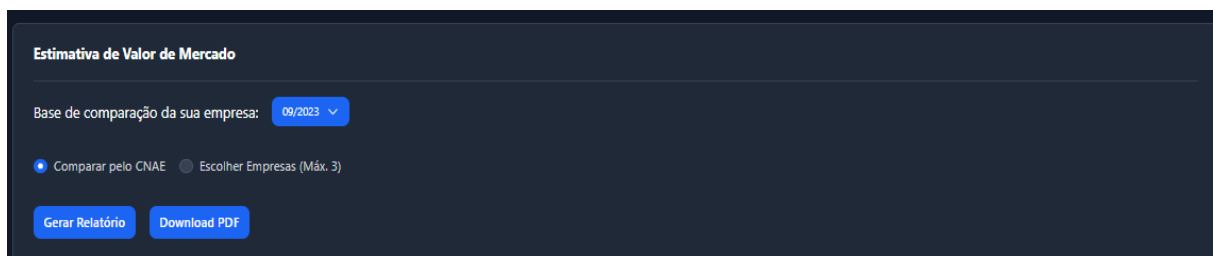 Estimativa de Valor de Mercado
Base de comparação da sua empresa: 09/2023
Comparar pelo CNAE Escolher Empresas (Máx. 3)
Gerar Relatório Download PDF